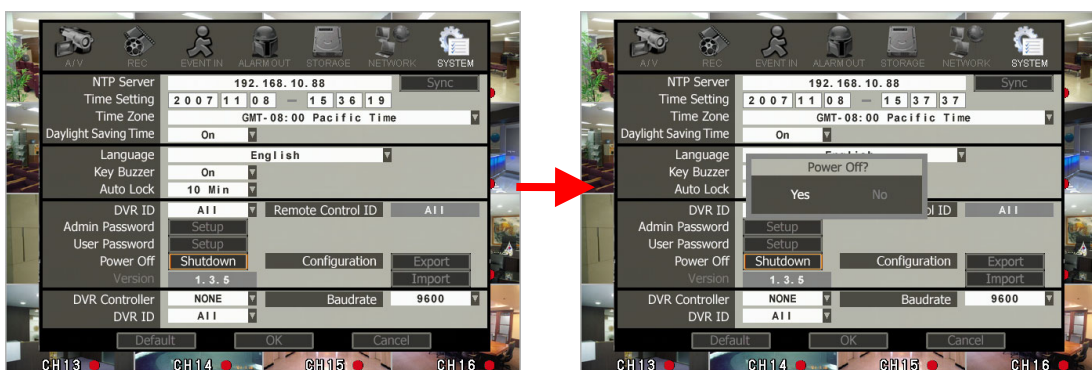 A/V REC EVENT IN ALARM OUT STORAGE NETWORK SYSTEM
NTP Server 192.168.10.88 Sync
Time Setting 2007 11 08 — 15 36 19
Time Zone GMT-08:00 Pacific Time
Daylight Saving Time On
Language English
Key Buzzer On
Auto Lock 10 Min
DVR ID All Remote Control ID All
Admin Password Setup
User Password Setup
Power Off Shutdown Configuration Export
Version 1.3.5 Import
DVR Controller NONE Baudrate 9600
DVR ID All
Default OK Cancel
CH13 CH14 CH15 CH16
A/V REC EVENT IN ALARM OUT STORAGE NETWORK SYSTEM
NTP Server 192.168.10.88 Sync
Time Setting 2007 11 08 — 15 37 37
Time Zone GMT-08:00 Pacific Time
Daylight Saving Time On
Language
Key Buzzer
Power Off?
Auto Lock
Yes No
DVR ID ol ID All
Admin Password Setup
User Password Setup
Power Off Shutdown Configuration Export
Version 1.3.5 Import
DVR Controller NONE Baudrate 9600
DVR ID All
Default OK Cancel
CH13 CH14 CH15 CH16